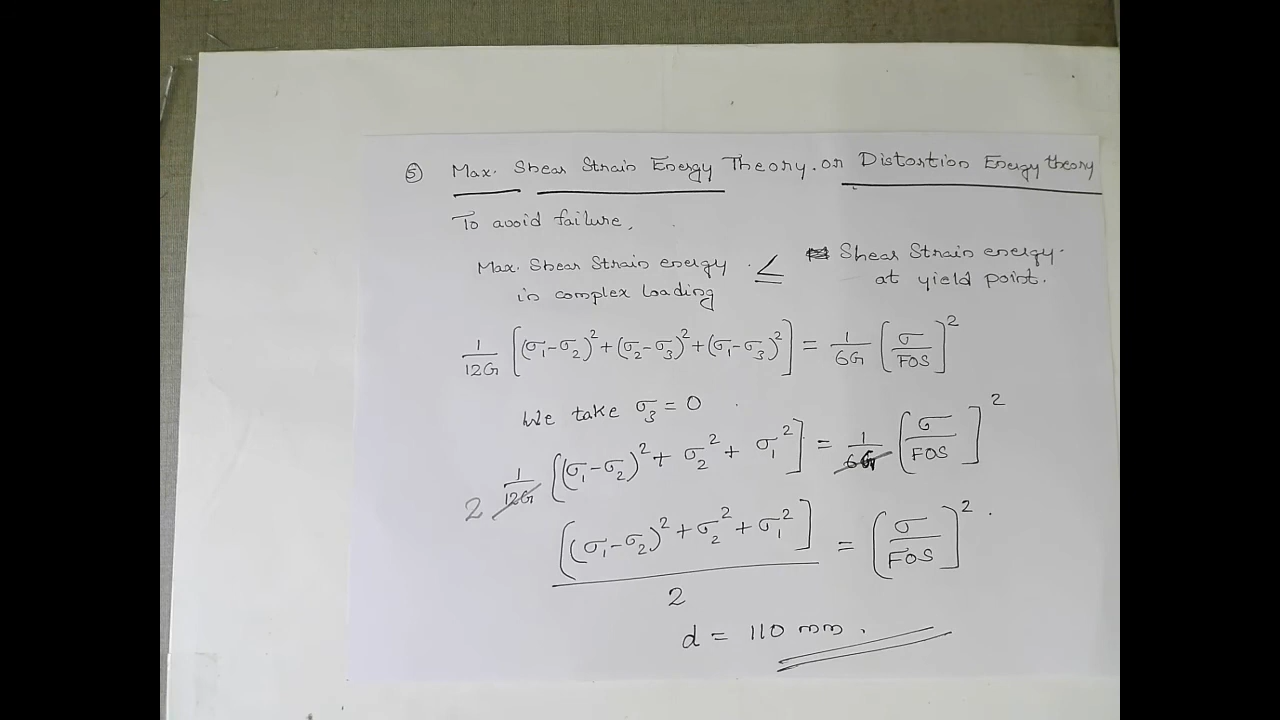 ⑤ Max. Shear Strain Energy Theory. or Distortion Energy theory
To avoid failure,
Max. Shear Strain energy in complex loading ≤ Shear Strain energy at yield point.
1/12G [(σ₁-σ₂)²+(σ₂-σ₃)²+(σ₁-σ₃)²] = 1/6G [σ/FOS]²
We take σ₃ = 0
2 1/12G [(σ₁-σ₂)²+ σ₂² + σ₁²] = 1/6G [σ/FOS]²
[(σ₁-σ₂)²+σ₂²+σ₁²]/2 = [σ/FOS]²
d = 110 mm.